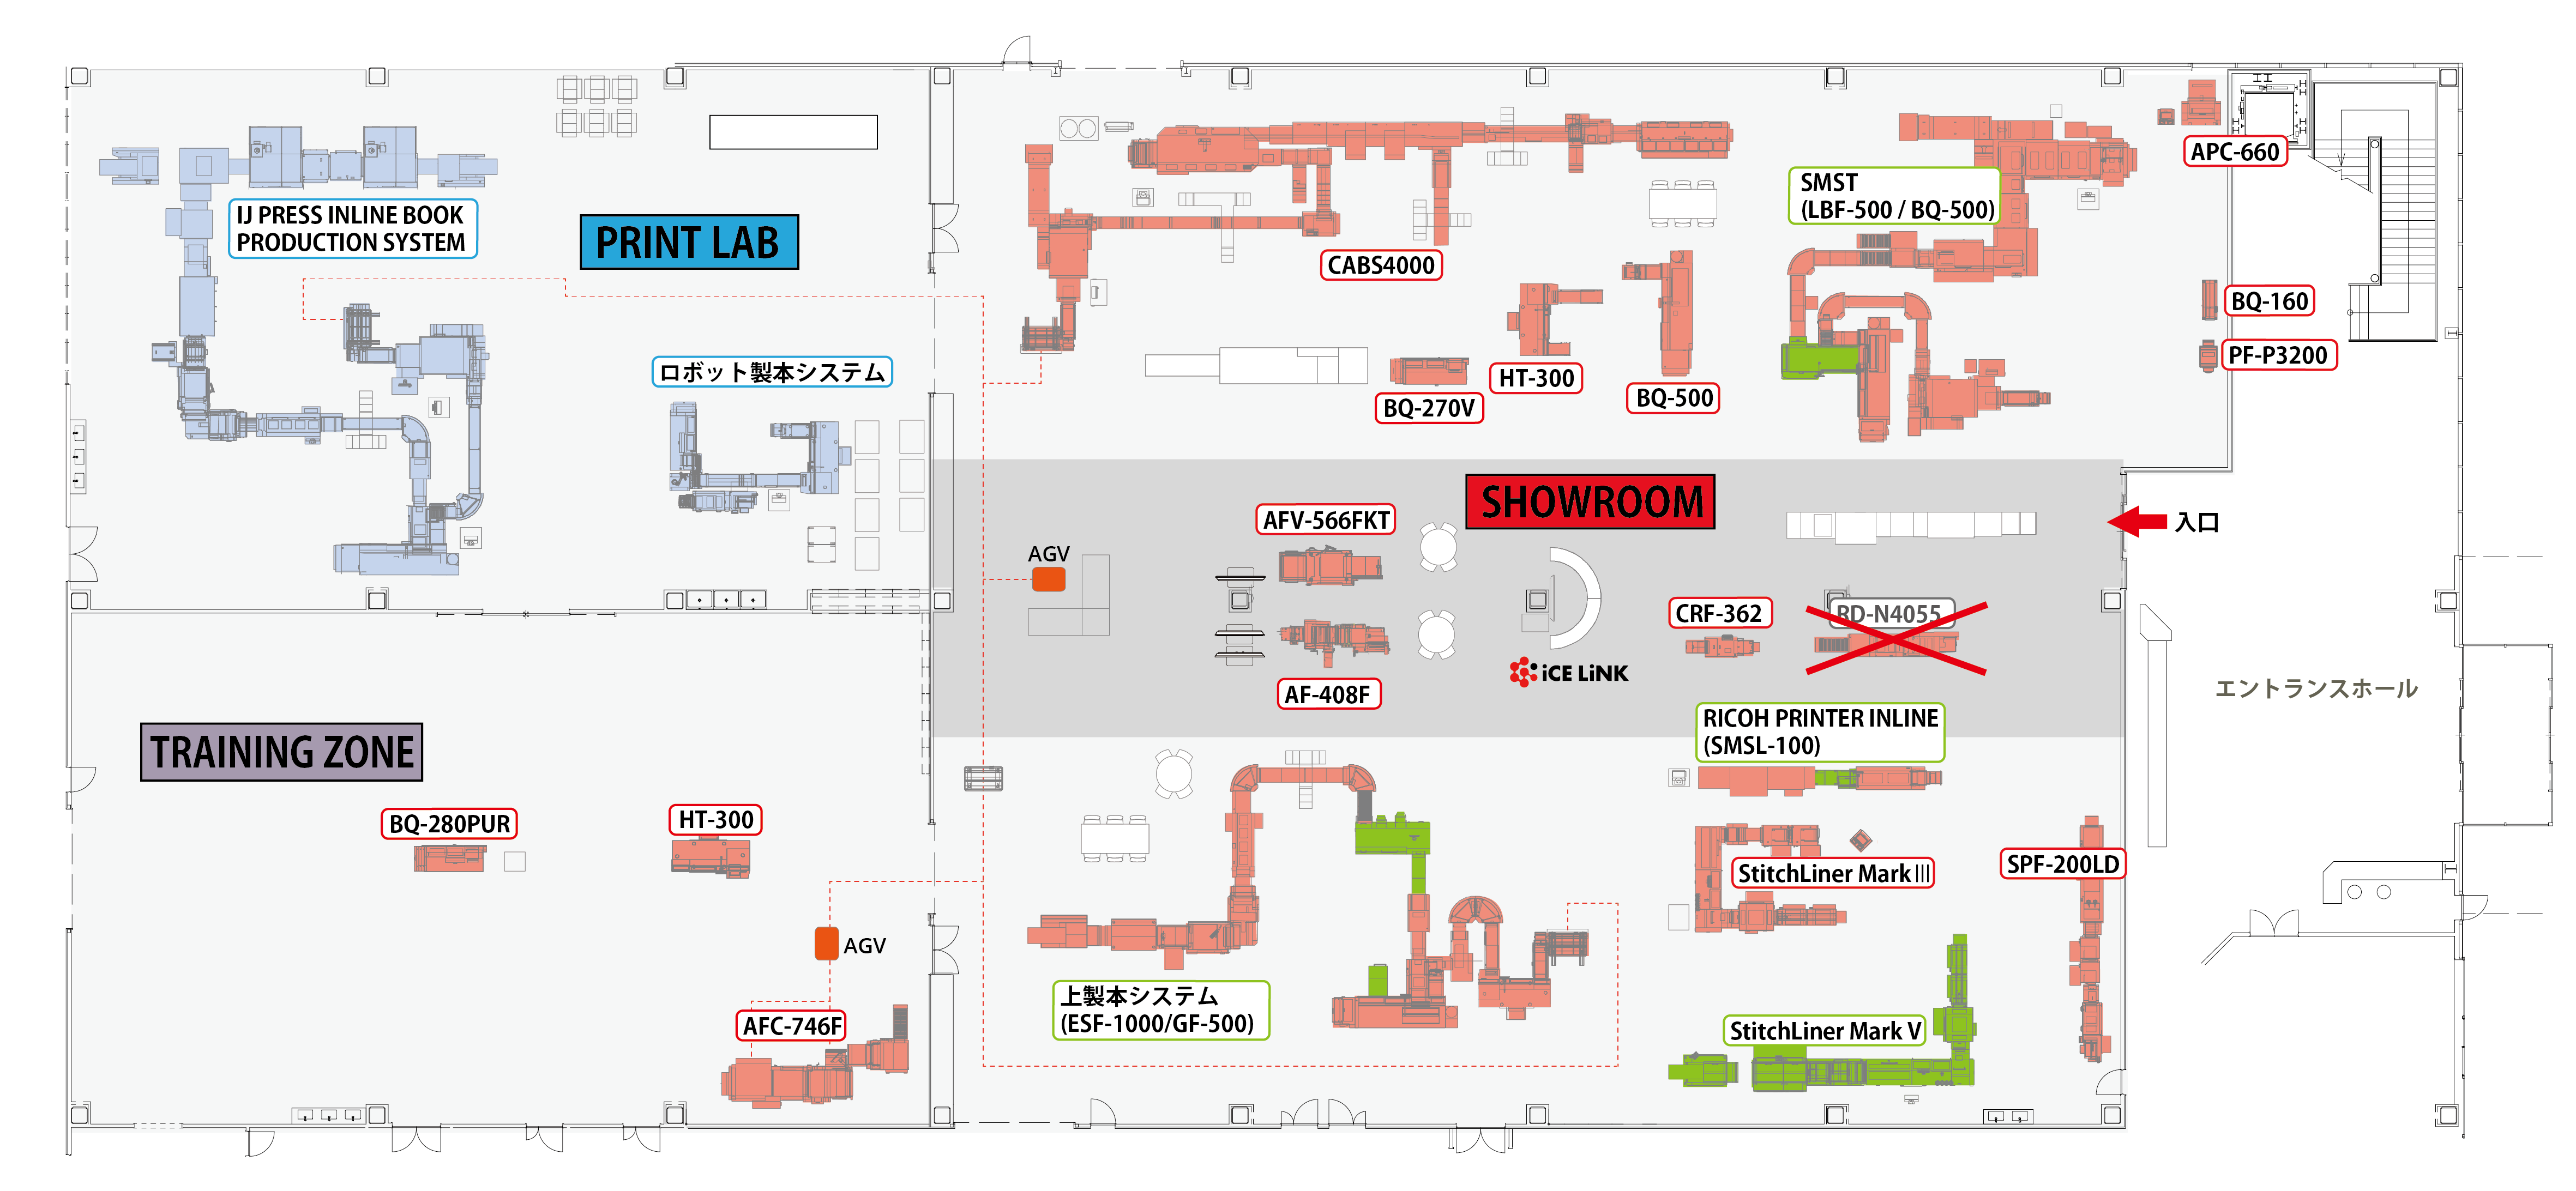 IJ PRESS INLINE BOOK
PRODUCTION SYSTEM
PRINT LAB
ロボット製本システム
CABS4000
SMST
(LBF-500 / BQ-500)
APC-660
BQ-160
PF-P3200
HT-300
BQ-270V
BQ-500
SHOWROOM
入口
AFV-566FKT
AGV
AF-408F
iCE LiNK
CRF-362
RD-N4055
エントランスホール
RICOH PRINTER INLINE
(SMSL-100)
TRAINING ZONE
BQ-280PUR
HT-300
AGV
AFC-746F
上製本システム
(ESF-1000/GF-500)
StitchLiner MarkⅢ
SPF-200LD
StitchLiner Mark V